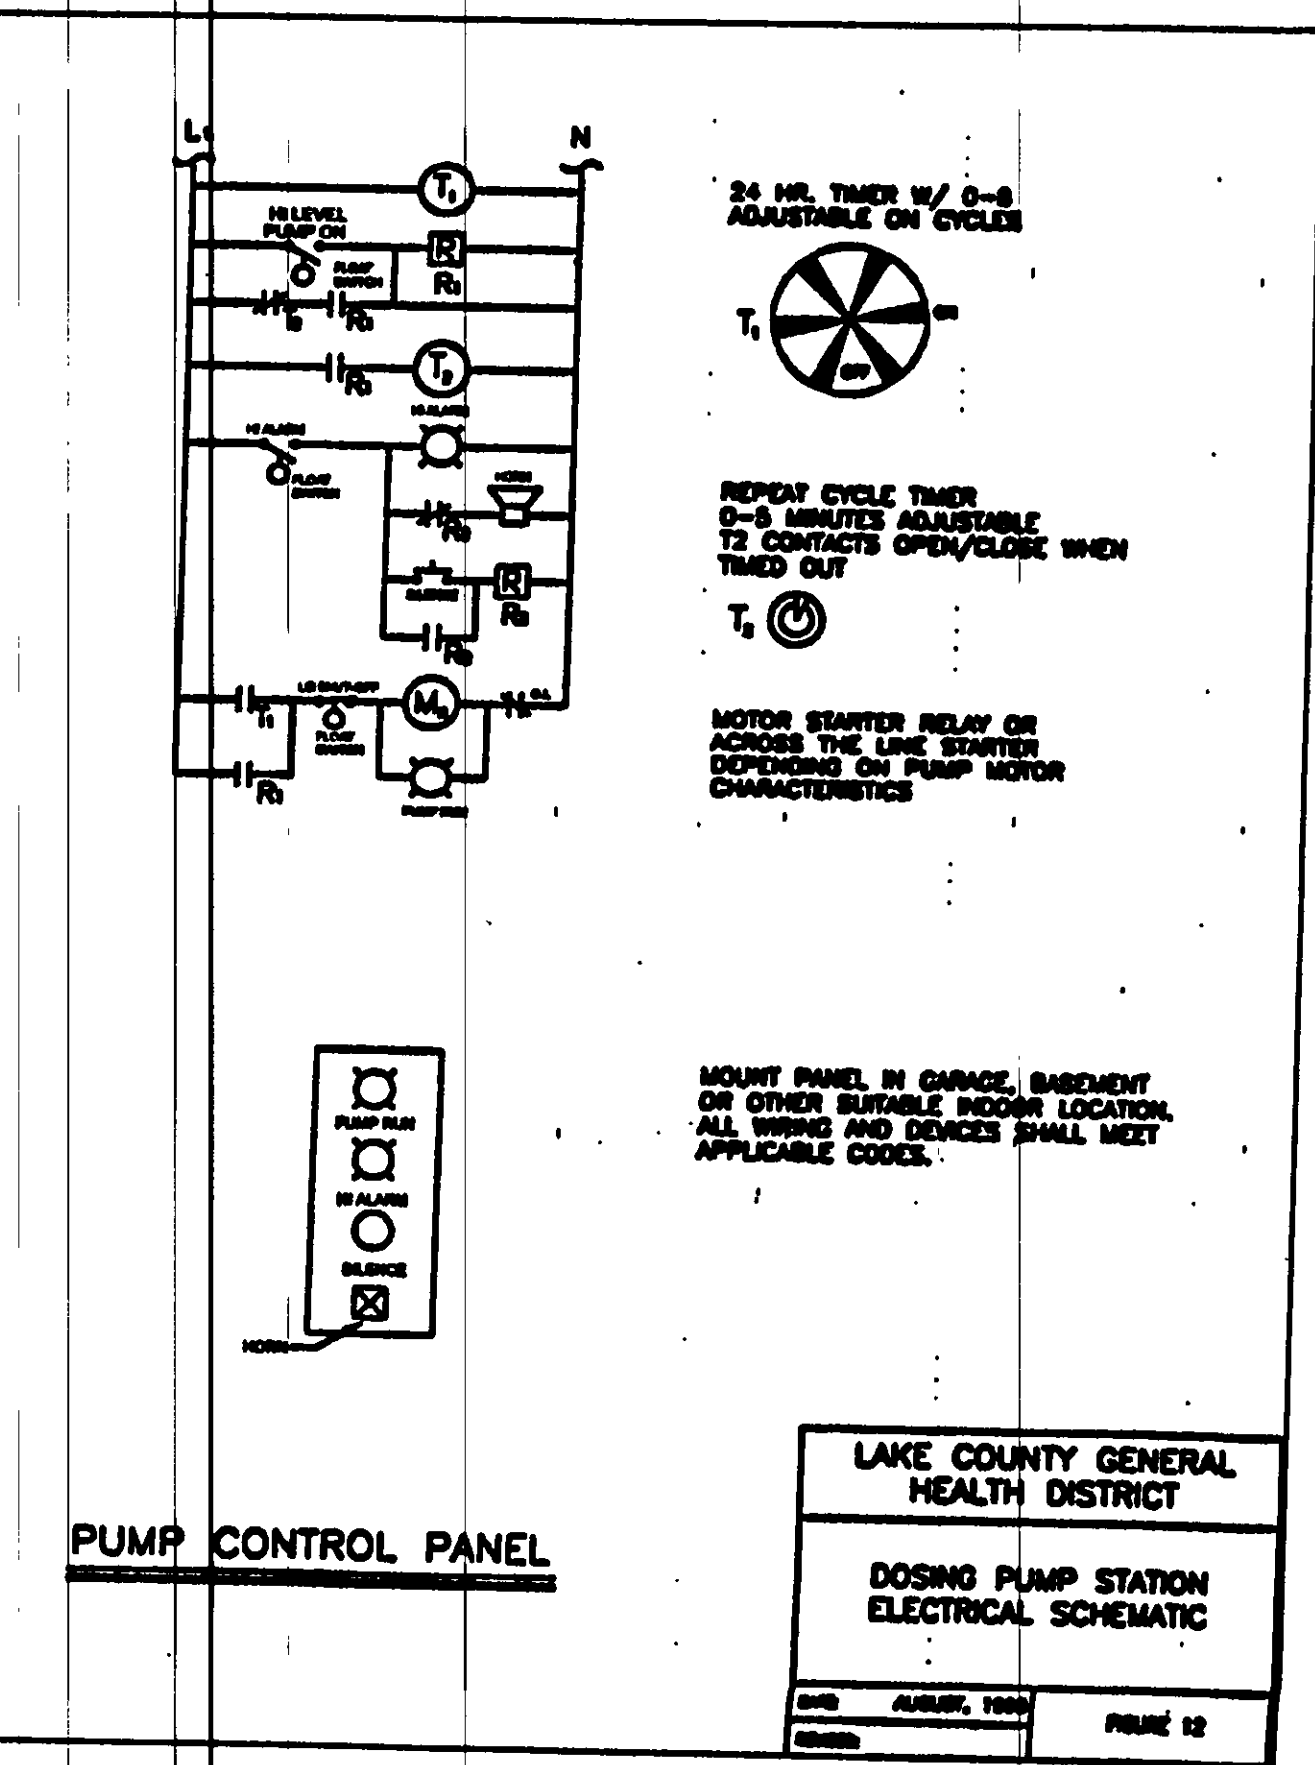 L1
N
T1
HI LEVEL
PUMP ON
FLOAT
SWITCH
R
R1
T2
R1
R1
T2
HI ALARM
HI ALARM
FLOAT
SWITCH
HORN
R2
SILENCE
R
R2
R2
LO SHUT-OFF
FLOAT
SWITCH
T1
M
O.L.
R1
PUMP RUN
24 HR. TIMER W/ 0-8
ADJUSTABLE ON CYCLES
T1
ON
OFF
REPEAT CYCLE TIMER
0-5 MINUTES ADJUSTABLE
T2 CONTACTS OPEN/CLOSE WHEN
TIMED OUT
T2
MOTOR STARTER RELAY OR
ACROSS THE LINE STARTER
DEPENDING ON PUMP MOTOR
CHARACTERISTICS
PUMP RUN
HI ALARM
SILENCE
HORN
MOUNT PANEL IN GARAGE, BASEMENT
OR OTHER SUITABLE INDOOR LOCATION.
ALL WIRING AND DEVICES SHALL MEET
APPLICABLE CODES.
PUMP CONTROL PANEL
LAKE COUNTY GENERAL
HEALTH DISTRICT
DOSING PUMP STATION
ELECTRICAL SCHEMATIC
DATE: AUGUST,
REVISED:
FIGURE 12